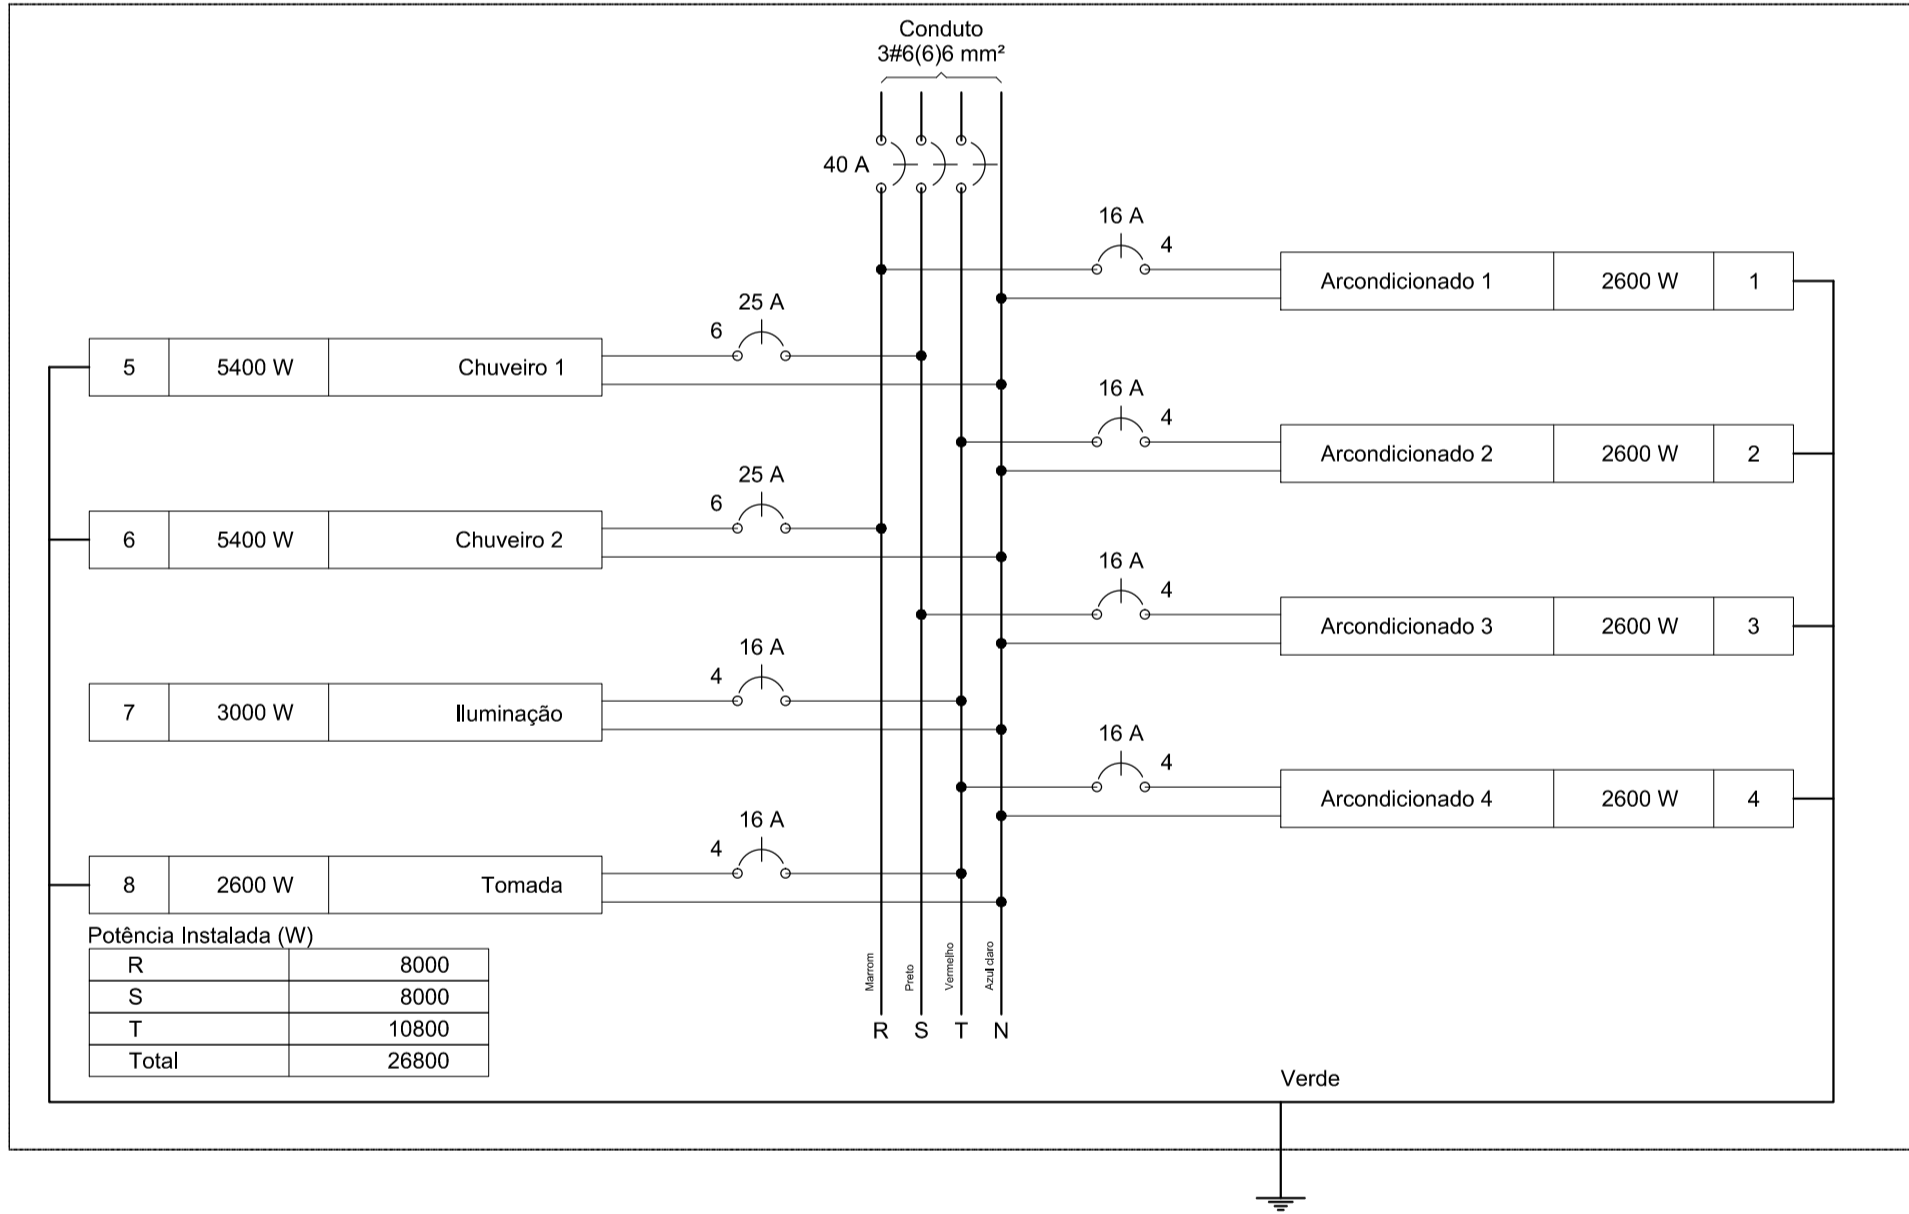 Conduto
3#6(6)6 mm²
40 A
16 A
4
Arcondicionado 1 2600 W 1
25 A
6
5 5400 W Chuveiro 1
16 A
4
Arcondicionado 2 2600 W 2
25 A
6
6 5400 W Chuveiro 2
16 A
4
Arcondicionado 3 2600 W 3
16 A
4
7 3000 W Iluminação
16 A
4
Arcondicionado 4 2600 W 4
16 A
4
8 2600 W Tomada
Potência Instalada (W)
R 8000
S 8000
T 10800
Total 26800
Marrom
Preto
Vermelho
Azul claro
R S T N
Verde